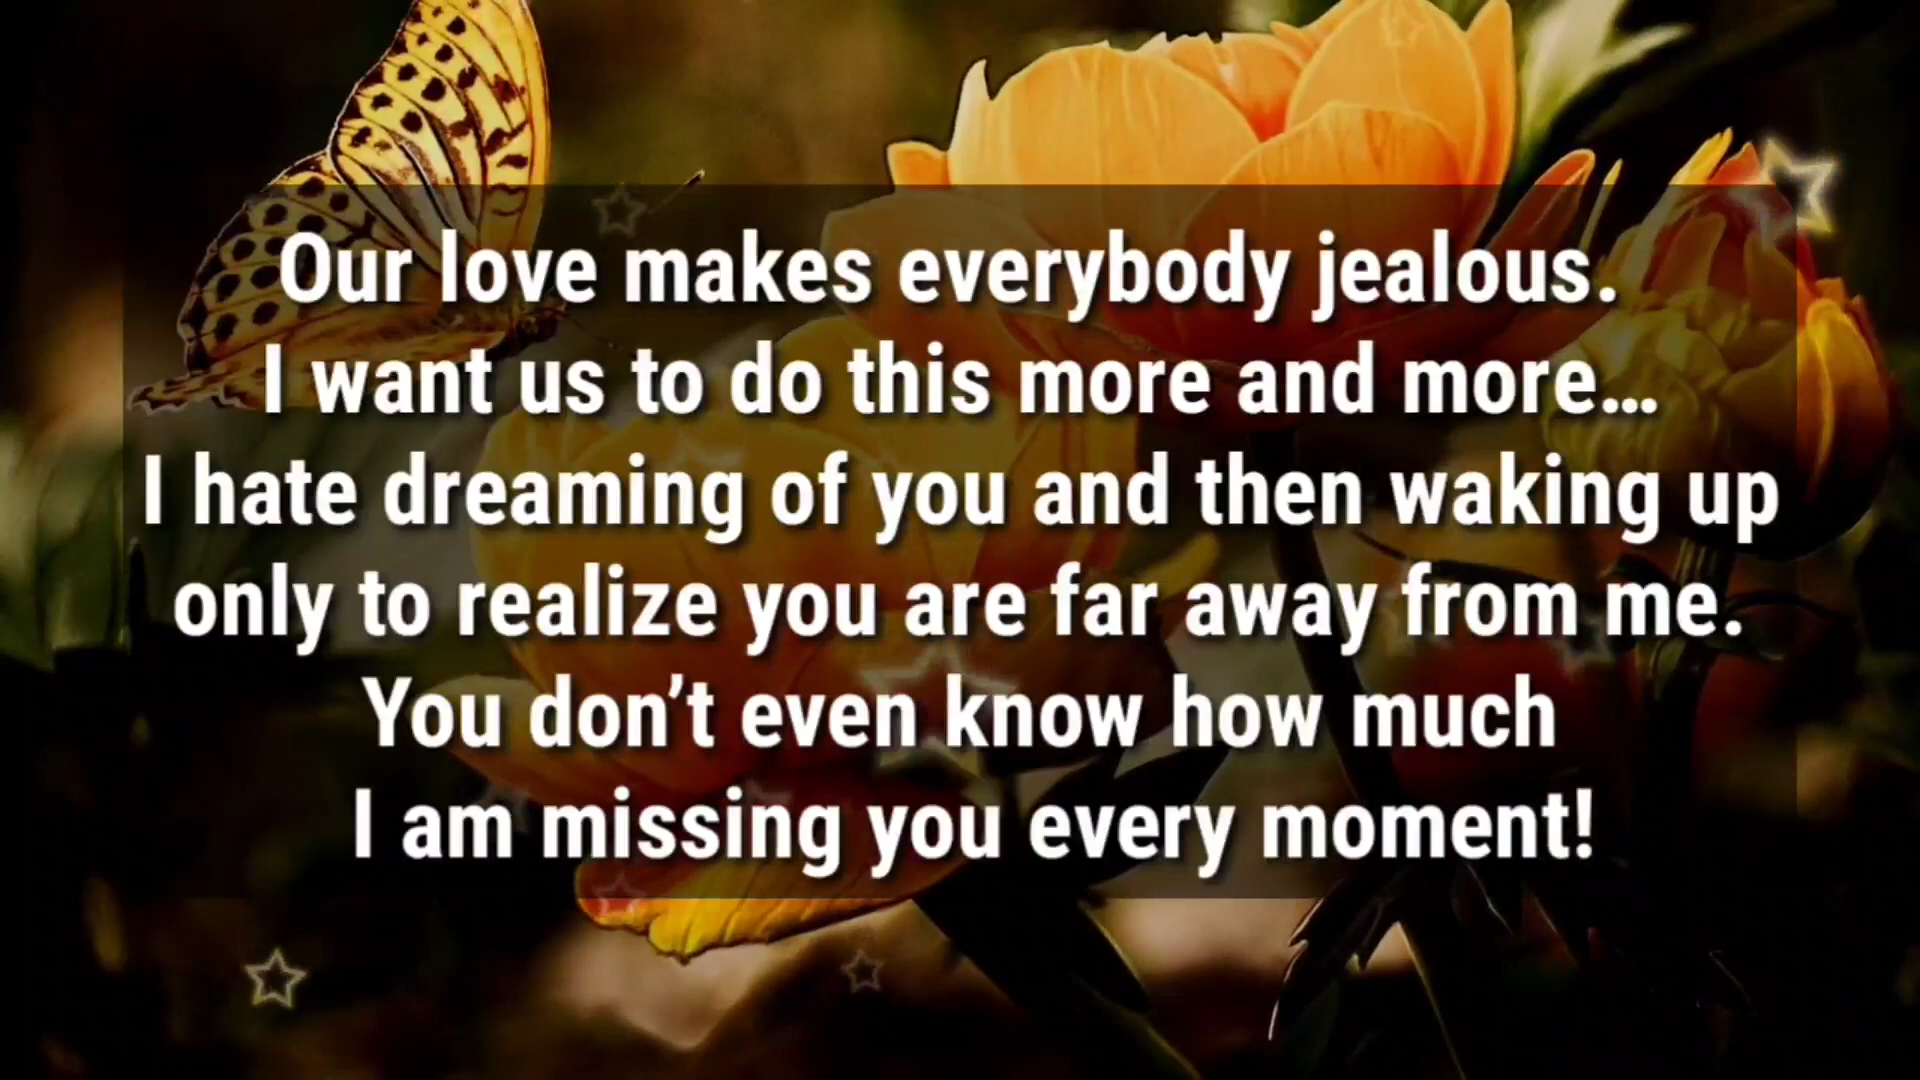 Our love makes everybody jealous.
I want us to do this more and more...
I hate dreaming of you and then waking up
only to realize you are far away from me.
You don’t even know how much
I am missing you every moment!